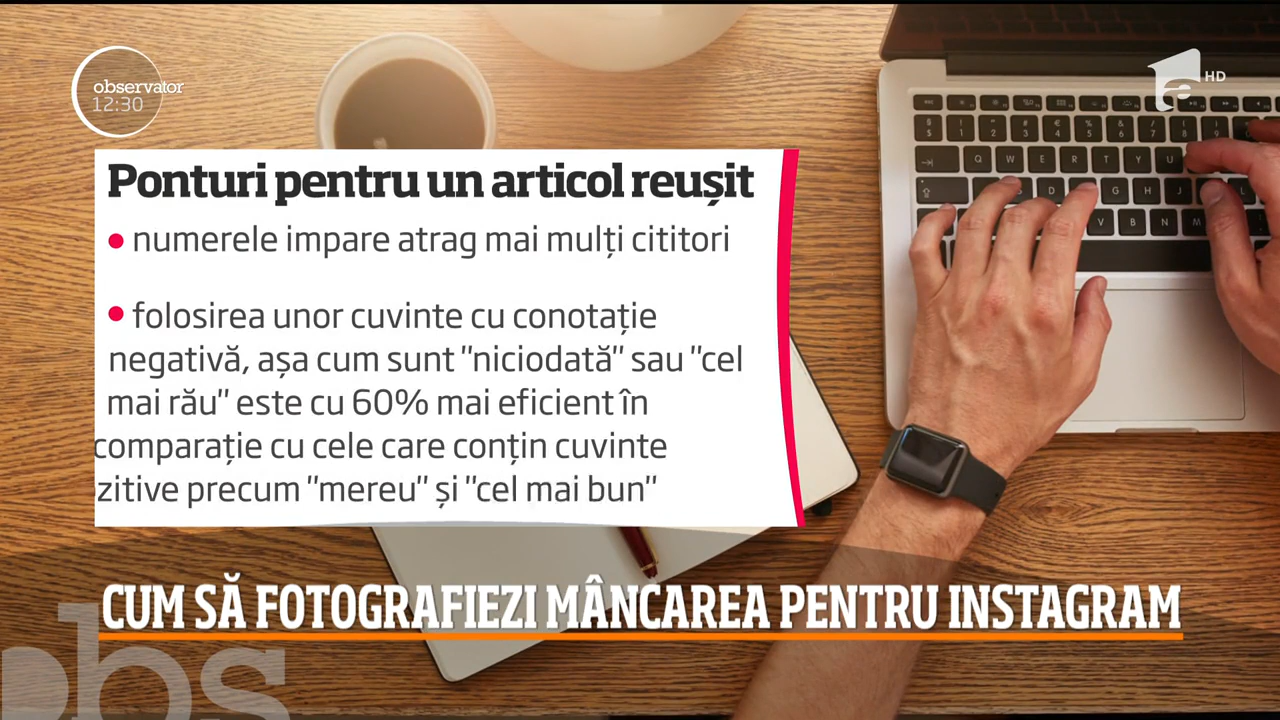 observator
12:30
HD
Ponturi pentru un articol reușit
• numerele impare atrag mai mulți cititori
• folosirea unor cuvinte cu conotație
negativă, așa cum sunt "niciodată" sau "cel
mai rău" este cu 60% mai eficient în
comparație cu cele care conțin cuvinte
zitive precum "mereu" și "cel mai bun"
CUM SĂ FOTOGRAFIEZI MÂNCAREA PENTRU INSTAGRAM
obs